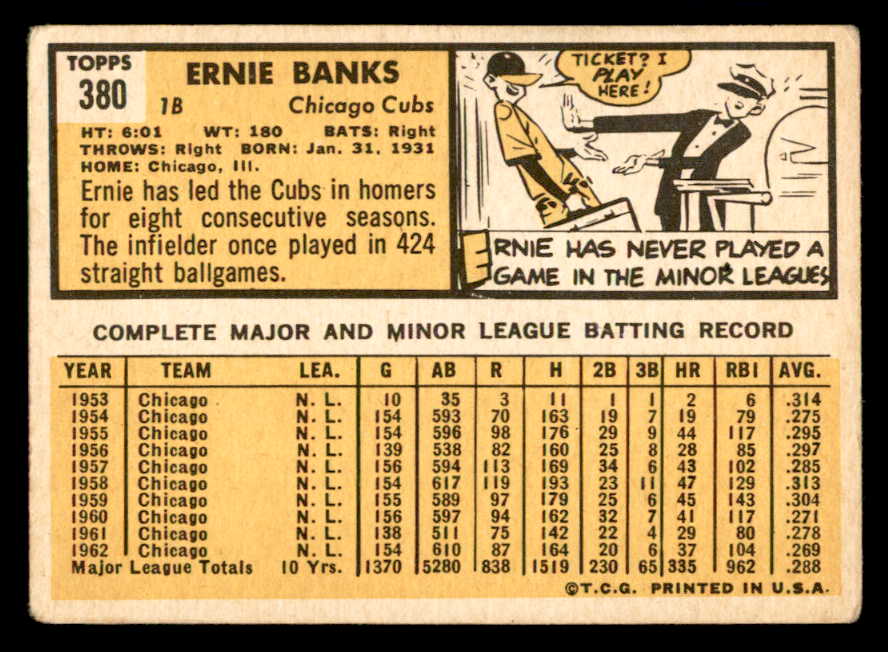 TOPPS
380
ERNIE BANKS
1B Chicago Cubs
HT: 6:01 WT: 180 BATS: Right
THROWS: Right BORN: Jan. 31, 1931
HOME: Chicago, Ill.
Ernie has led the Cubs in homers
for eight consecutive seasons.
The infielder once played in 424
straight ballgames.
TICKET? I
PLAY
HERE!
ERNIE HAS NEVER PLAYED A
GAME IN THE MINOR LEAGUES
COMPLETE MAJOR AND MINOR LEAGUE BATTING RECORD
YEAR TEAM LEA. G AB R H 2B 3B HR RBI AVG.
1953 Chicago N. L. 10 35 3 11 1 1 2 6 .314
1954 Chicago N. L. 154 593 70 163 19 7 19 79 .275
1955 Chicago N. L. 154 596 98 176 29 9 44 117 .295
1956 Chicago N. L. 139 538 82 160 25 8 28 85 .297
1957 Chicago N. L. 156 594 113 169 34 6 43 102 .285
1958 Chicago N. L. 154 617 119 193 23 11 47 129 .313
1959 Chicago N. L. 155 589 97 179 25 6 45 143 .304
1960 Chicago N. L. 156 597 94 162 32 7 41 117 .271
1961 Chicago N. L. 138 511 75 142 22 4 29 80 .278
1962 Chicago N. L. 154 610 87 164 20 6 37 104 .269
Major League Totals 10 Yrs. 1370 5280 838 1519 230 65 335 962 .288
©T.C.G. PRINTED IN U.S.A.